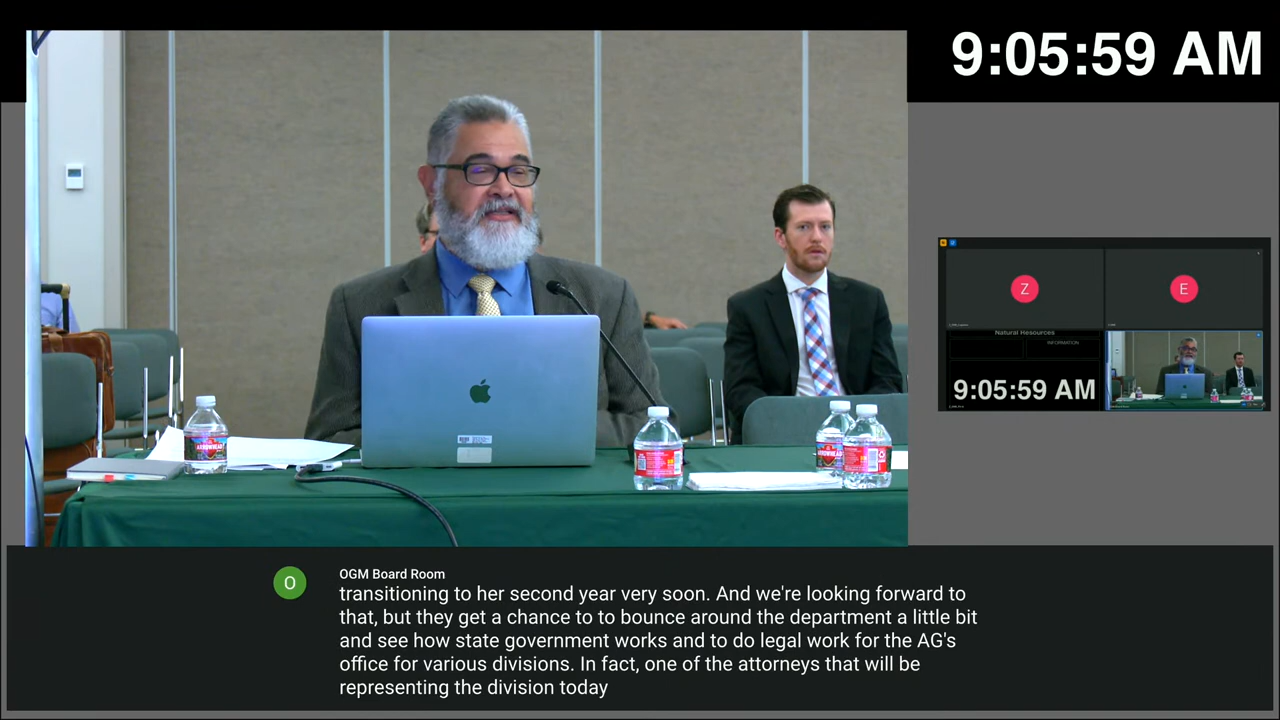 9:05:59 AM
Z
E
Natural Resources
INFORMATION
9:05:59 AM
ARROWHEAD
O
OGM Board Room
transitioning to her second year very soon. And we're looking forward to
that, but they get a chance to to bounce around the department a little bit
and see how state government works and to do legal work for the AG's
office for various divisions. In fact, one of the attorneys that will be
representing the division today